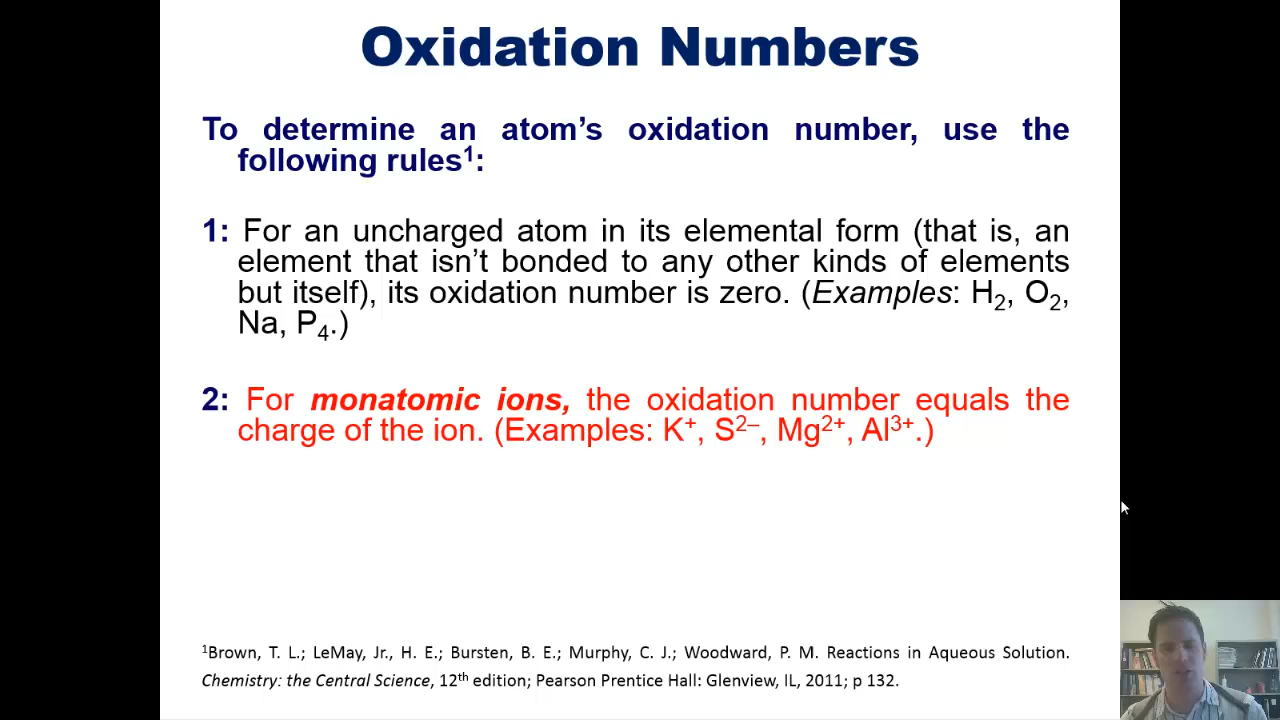 Oxidation Numbers
To determine an atom’s oxidation number, use the
following rules¹:
1: For an uncharged atom in its elemental form (that is, an
element that isn’t bonded to any other kinds of elements
but itself), its oxidation number is zero. (Examples: H₂, O₂,
Na, P₄.)
2: For monatomic ions, the oxidation number equals the
charge of the ion. (Examples: K⁺, S²⁻, Mg²⁺, Al³⁺.)
¹Brown, T. L.; LeMay, Jr., H. E.; Bursten, B. E.; Murphy, C. J.; Woodward, P. M. Reactions in Aqueous Solution.
Chemistry: the Central Science, 12ᵗʰ edition; Pearson Prentice Hall: Glenview, IL, 2011; p 132.